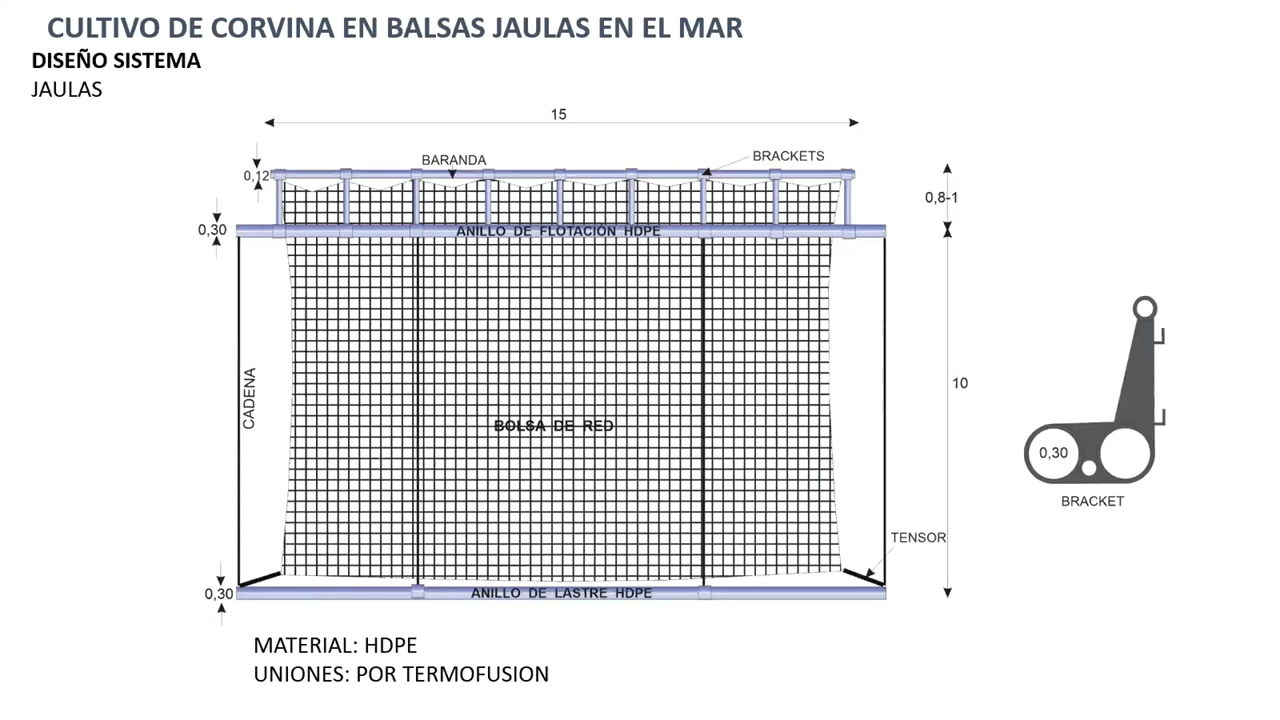 CULTIVO DE CORVINA EN BALSAS JAULAS EN EL MAR
DISEÑO SISTEMA
JAULAS
15
BARANDA
BRACKETS
0,12
0,8-1
0,30
ANILLO DE FLOTACIÓN HDPE
CADENA
10
BOLSA DE RED
0,30
BRACKET
TENSOR
0,30
ANILLO DE LASTRE HDPE
MATERIAL: HDPE
UNIONES: POR TERMOFUSION